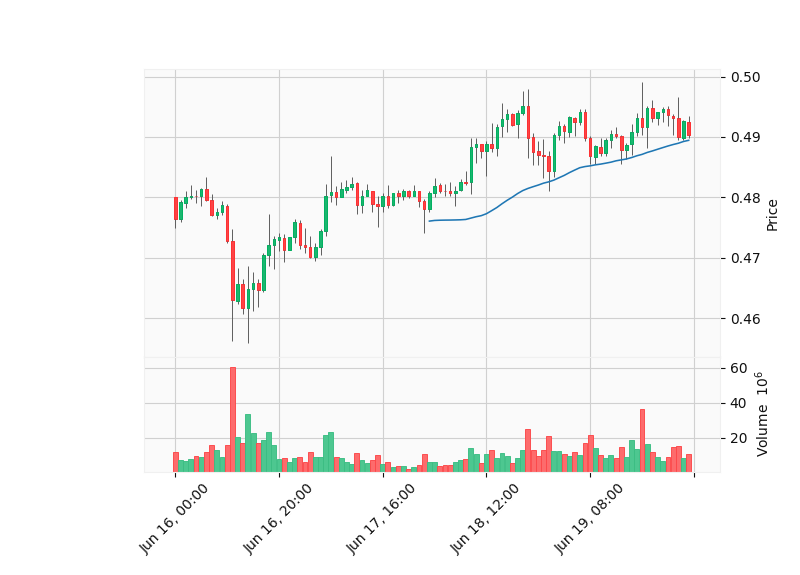 0.50
0.49
0.48
0.47
0.46
Price
60
40
20
Volume 10^6
Jun 16, 00:00
Jun 16, 20:00
Jun 17, 16:00
Jun 18, 12:00
Jun 19, 08:00